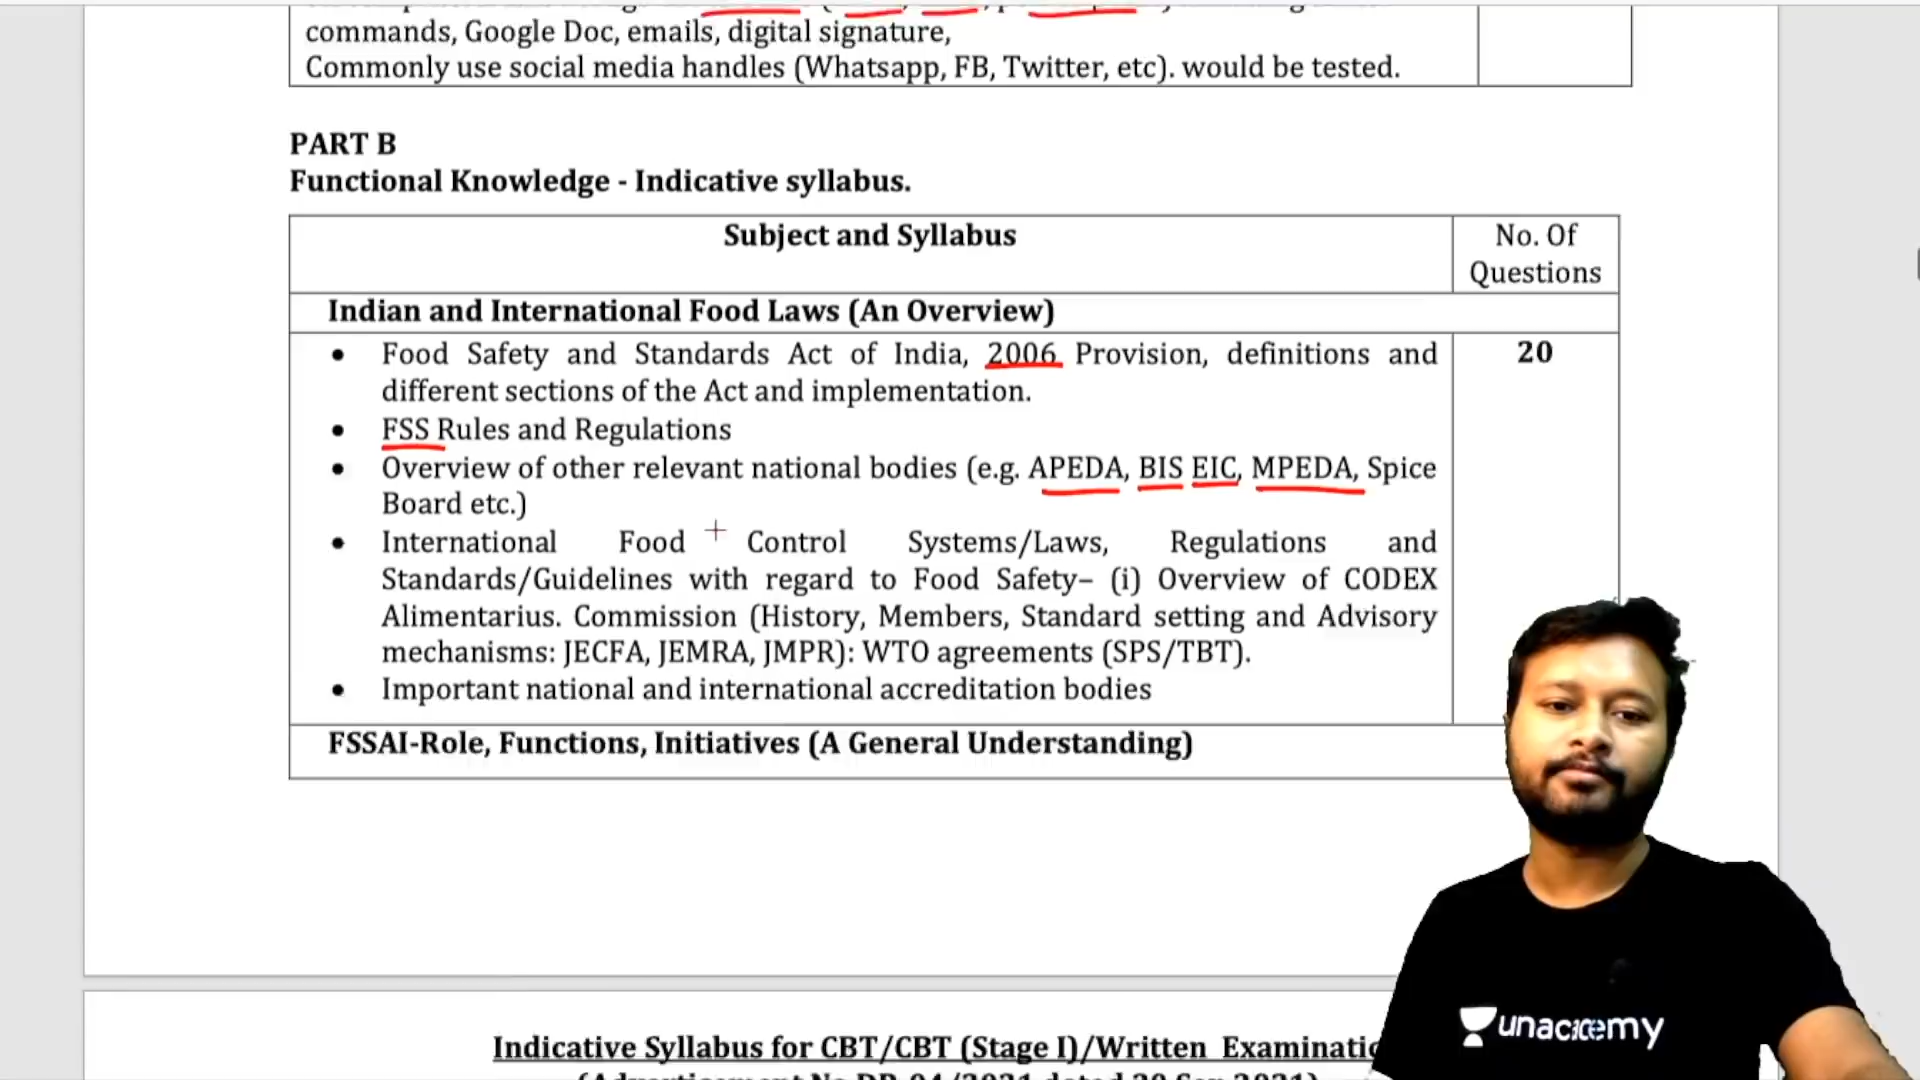 commands, Google Doc, emails, digital signature,
Commonly use social media handles (Whatsapp, FB, Twitter, etc). would be tested.
PART B
Functional Knowledge - Indicative syllabus.
Subject and Syllabus
No. Of
Questions
Indian and International Food Laws (An Overview)
• Food Safety and Standards Act of India, 2006 Provision, definitions and
different sections of the Act and implementation.
20
• FSS Rules and Regulations
• Overview of other relevant national bodies (e.g. APEDA, BIS EIC, MPEDA, Spice
Board etc.)
• International Food Control Systems/Laws, Regulations and
Standards/Guidelines with regard to Food Safety– (i) Overview of CODEX
Alimentarius. Commission (History, Members, Standard setting and Advisory
mechanisms: JECFA, JEMRA, JMPR): WTO agreements (SPS/TBT).
• Important national and international accreditation bodies
FSSAI-Role, Functions, Initiatives (A General Understanding)
unacademy
Indicative Syllabus for CBT/CBT (Stage I)/Written